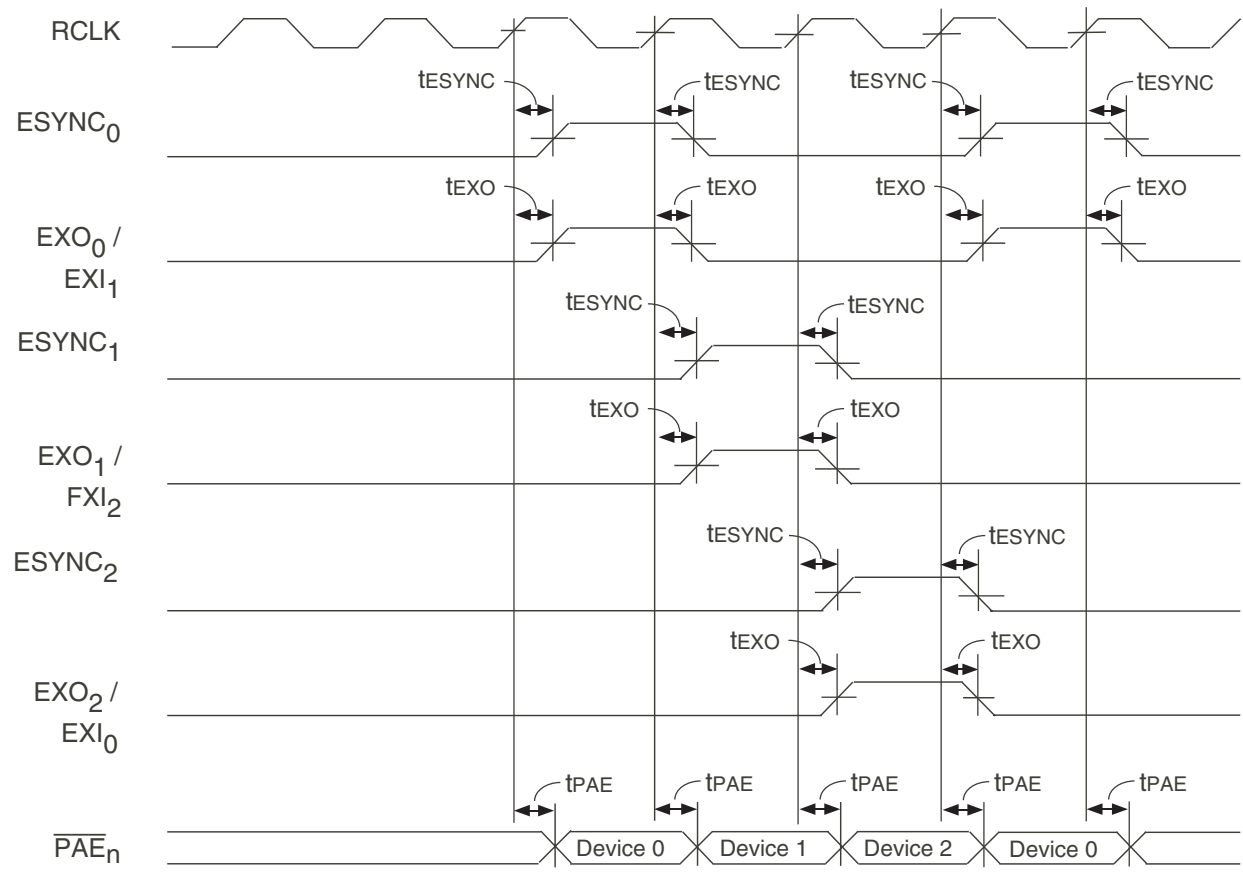 RCLK
tESYNC tESYNC tESYNC tESYNC
ESYNC0
tEXO tEXO tEXO tEXO
EXO0 /
EXI1
tESYNC tESYNC
ESYNC1
tEXO tEXO
EXO1 /
FXI2
tESYNC tESYNC
ESYNC2
tEXO tEXO
EXO2 /
EXI0
tPAE tPAE tPAE tPAE tPAE
PAEn Device 0 Device 1 Device 2 Device 0